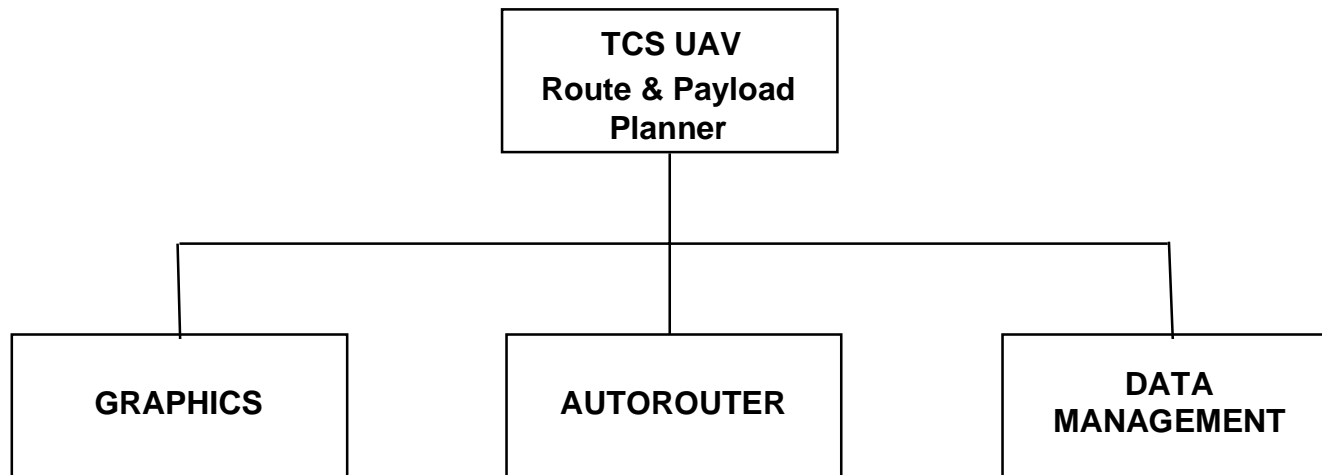 TCS UAV
Route & Payload
Planner
GRAPHICS
AUTOROUTER
DATA
MANAGEMENT